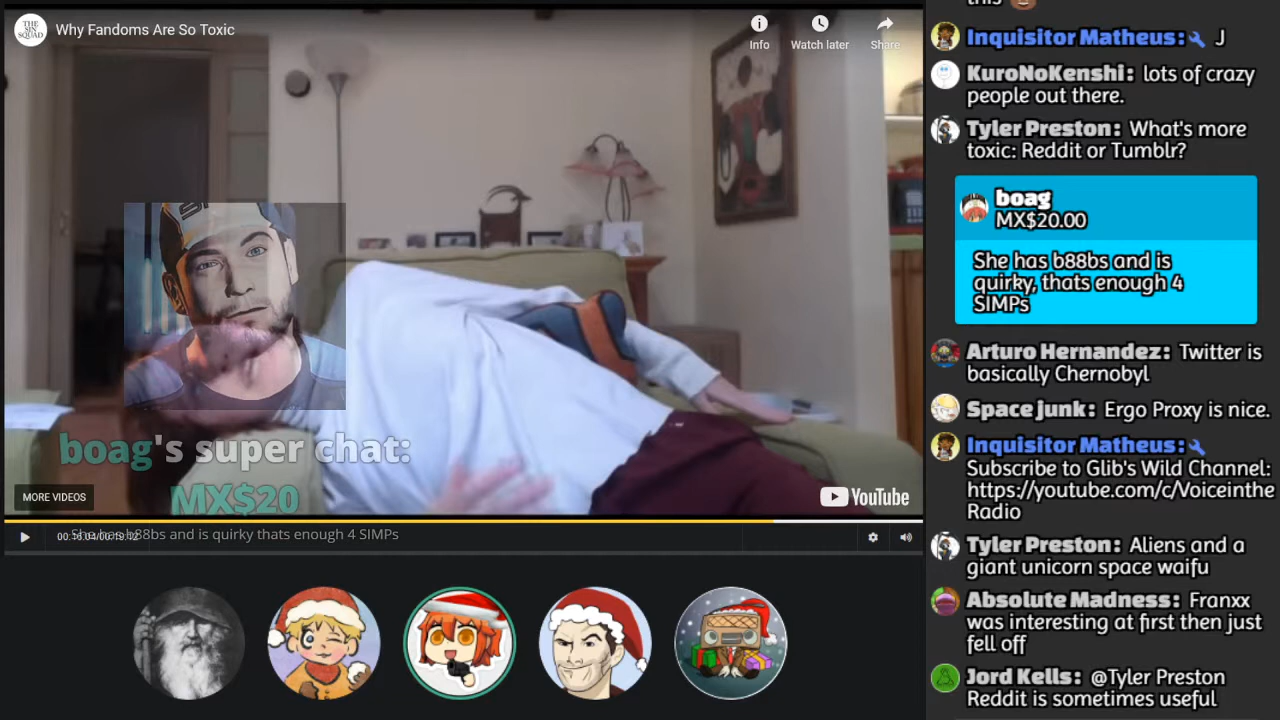 THE
SIN
SQUAD
Why Fandoms Are So Toxic
Info
Watch later
Share
boag's super chat:
MX$20
MORE VIDEOS
YouTube
She has b88bs and is quirky thats enough 4 SIMPs
this
Inquisitor Matheus: J
KuroNoKenshi: lots of crazy
people out there.
Tyler Preston: What's more
toxic: Reddit or Tumblr?
boag
MX$20.00
She has b88bs and is
quirky, thats enough 4
SIMPs
Arturo Hernandez: Twitter is
basically Chernobyl
Space junk: Ergo Proxy is nice.
Inquisitor Matheus:
Subscribe to Glib's Wild Channel:
https://youtube.com/c/Voiceinthe
Radio
Tyler Preston: Aliens and a
giant unicorn space waifu
Absolute Madness: Franxx
was interesting at first then just
fell off
Jord Kells: @Tyler Preston
Reddit is sometimes useful